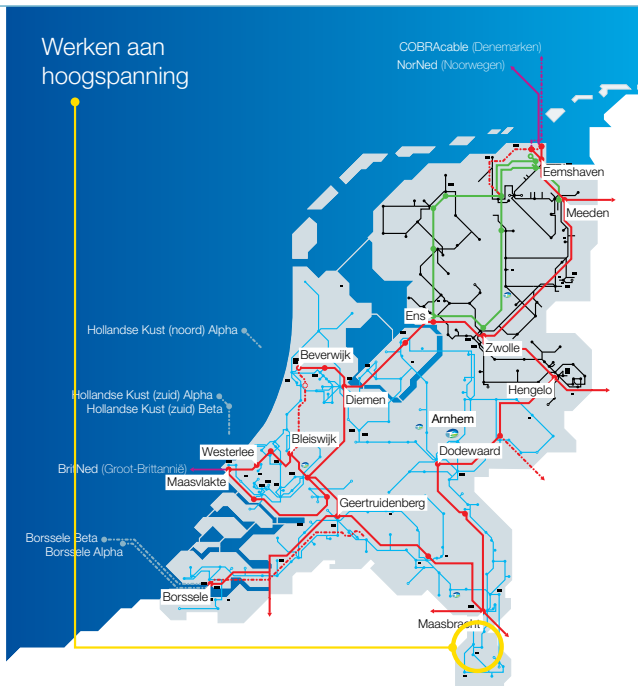 Werken aan
hoogspanning
COBRAcable (Denemarken)
NorNed (Noorwegen)
Eemshaven
Meeden
Ens
Hollandse Kust (noord) Alpha
Zwolle
Beverwijk
Hengelo
Diemen
Hollandse Kust (zuid) Alpha
Hollandse Kust (zuid) Beta
Arnhem
Bleiswijk
Westerlee
Dodewaard
BritNed (Groot-Brittannië)
Maasvlakte
Geertruidenberg
Borssele Beta
Borssele Alpha
Borssele
Maasbracht